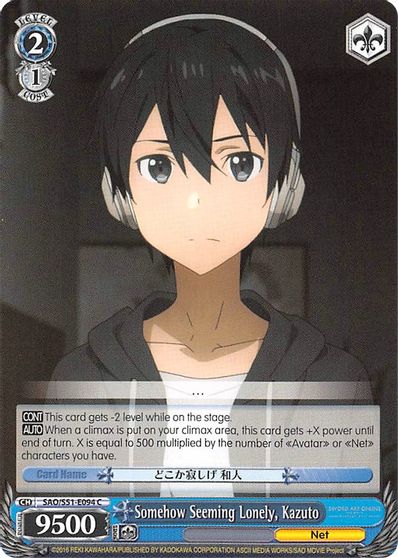 LEVEL
2
1
COST
...
CONT This card gets -2 level while on the stage.
AUTO When a climax is put on your climax area, this card gets +X power until
end of turn. X is equal to 500 multiplied by the number of «Avatar» or «Net»
characters you have.
Card Name どこか寂しげ 和人
CH SAO/S51-E094 C
9500
Somehow Seeming Lonely, Kazuto
SWORD ART ONLINE
Net
©2016 REKI KAWAHARA/PUBLISHED BY KADOKAWA CORPORATION ASCII MEDIA WORKS/SAO MOVIE Project